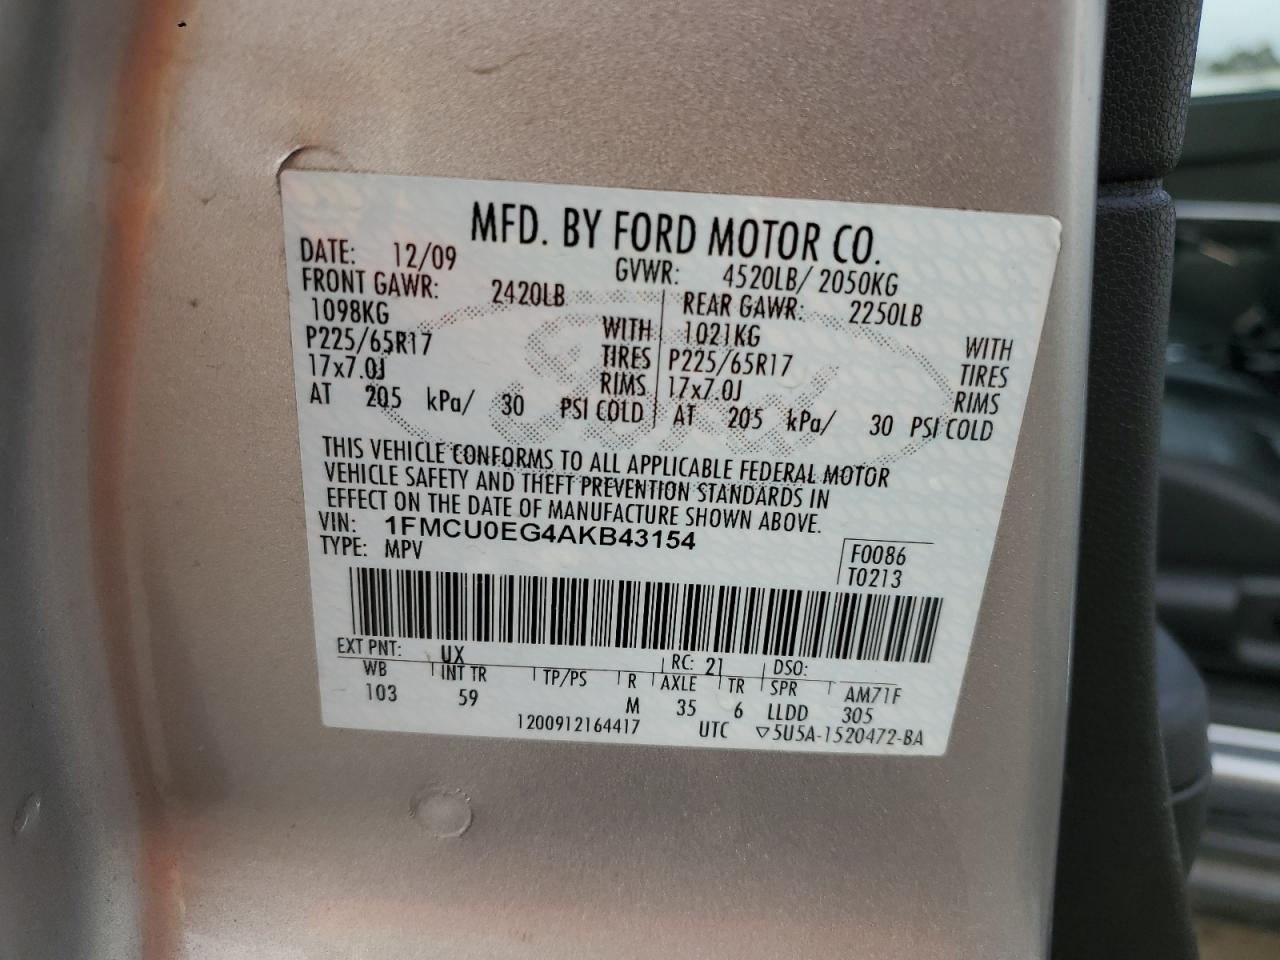 MFD. BY FORD MOTOR CO.
DATE: 12/09 GVWR: 4520LB/ 2050KG
FRONT GAWR: 2420LB REAR GAWR: 2250LB
1098KG WITH 1021KG WITH
P225/65R17 TIRES P225/65R17 TIRES
17x7.0J RIMS 17x7.0J RIMS
AT 205 kPa/ 30 PSI COLD AT 205 kPa/ 30 PSI COLD
THIS VEHICLE CONFORMS TO ALL APPLICABLE FEDERAL MOTOR
VEHICLE SAFETY AND THEFT PREVENTION STANDARDS IN
EFFECT ON THE DATE OF MANUFACTURE SHOWN ABOVE.
VIN: 1FMCU0EG4AKB43154 F0086
TYPE: MPV T0213
EXT PNT: UX RC: 21 DSO:
WB INT TR TP/PS R AXLE TR SPR AM71F
103 59 M 35 6 LLDD 305
1200912164417 UTC ▽5U5A-1520472-BA